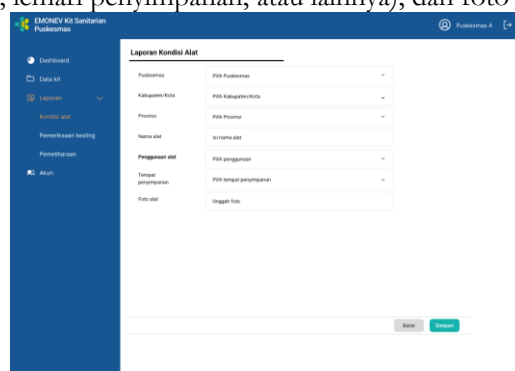 , lemari penyimpanan, atau lainnya), dan foto
EMONEV Kit Sanitarian
Puskesmas
Puskesmas A
Dashboard
Data kit
Laporan
Kondisi alat
Pemeriksaan kesling
Pemeliharaan
Akun
Laporan Kondisi Alat
Puskesmas
Pilih Puskesmas
Kabupaten/Kota
Pilih Kabupaten/Kota
Provinsi
Pilih Provinsi
Nama alat
Isi nama alat
Penggunaan alat
Pilih penggunaan
Tempat
penyimpanan
Pilih tempat penyimpanan
Foto alat
Unggah foto
Batal
Simpan